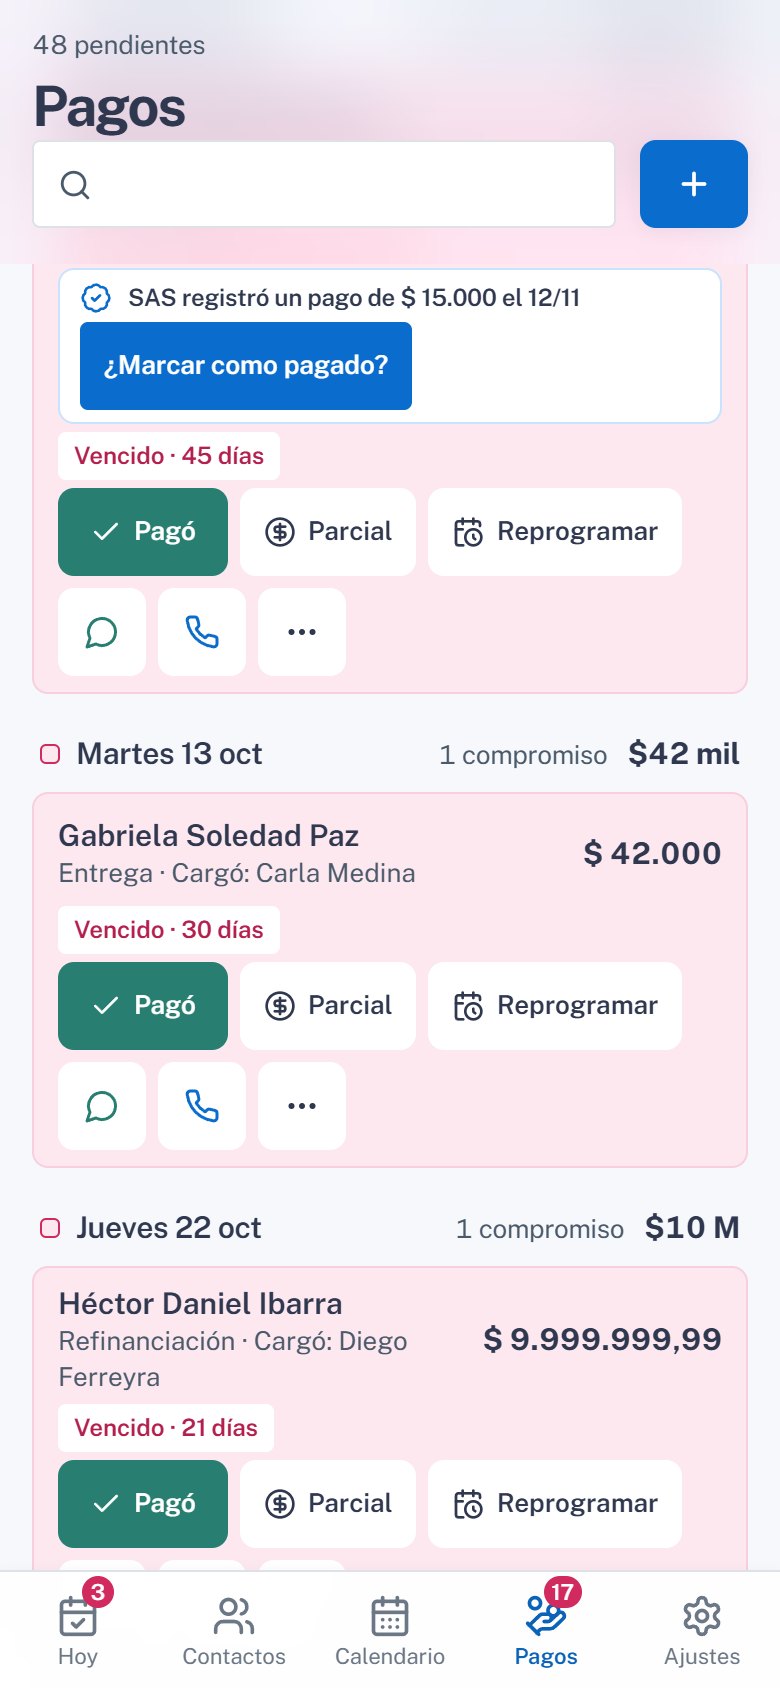 48 pendientes
Pagos
+
SAS registró un pago de $ 15.000 el 12/11
¿Marcar como pagado?
Vencido · 45 días
Pagó
Parcial
Reprogramar
Martes 13 oct
1 compromiso
$42 mil
Gabriela Soledad Paz
Entrega · Cargó: Carla Medina
$ 42.000
Vencido · 30 días
Pagó
Parcial
Reprogramar
Jueves 22 oct
1 compromiso
$10 M
Héctor Daniel Ibarra
Refinanciación · Cargó: Diego
Ferreyra
$ 9.999.999,99
Vencido · 21 días
Pagó
Parcial
Reprogramar
3
Hoy
Contactos
Calendario
17
Pagos
Ajustes